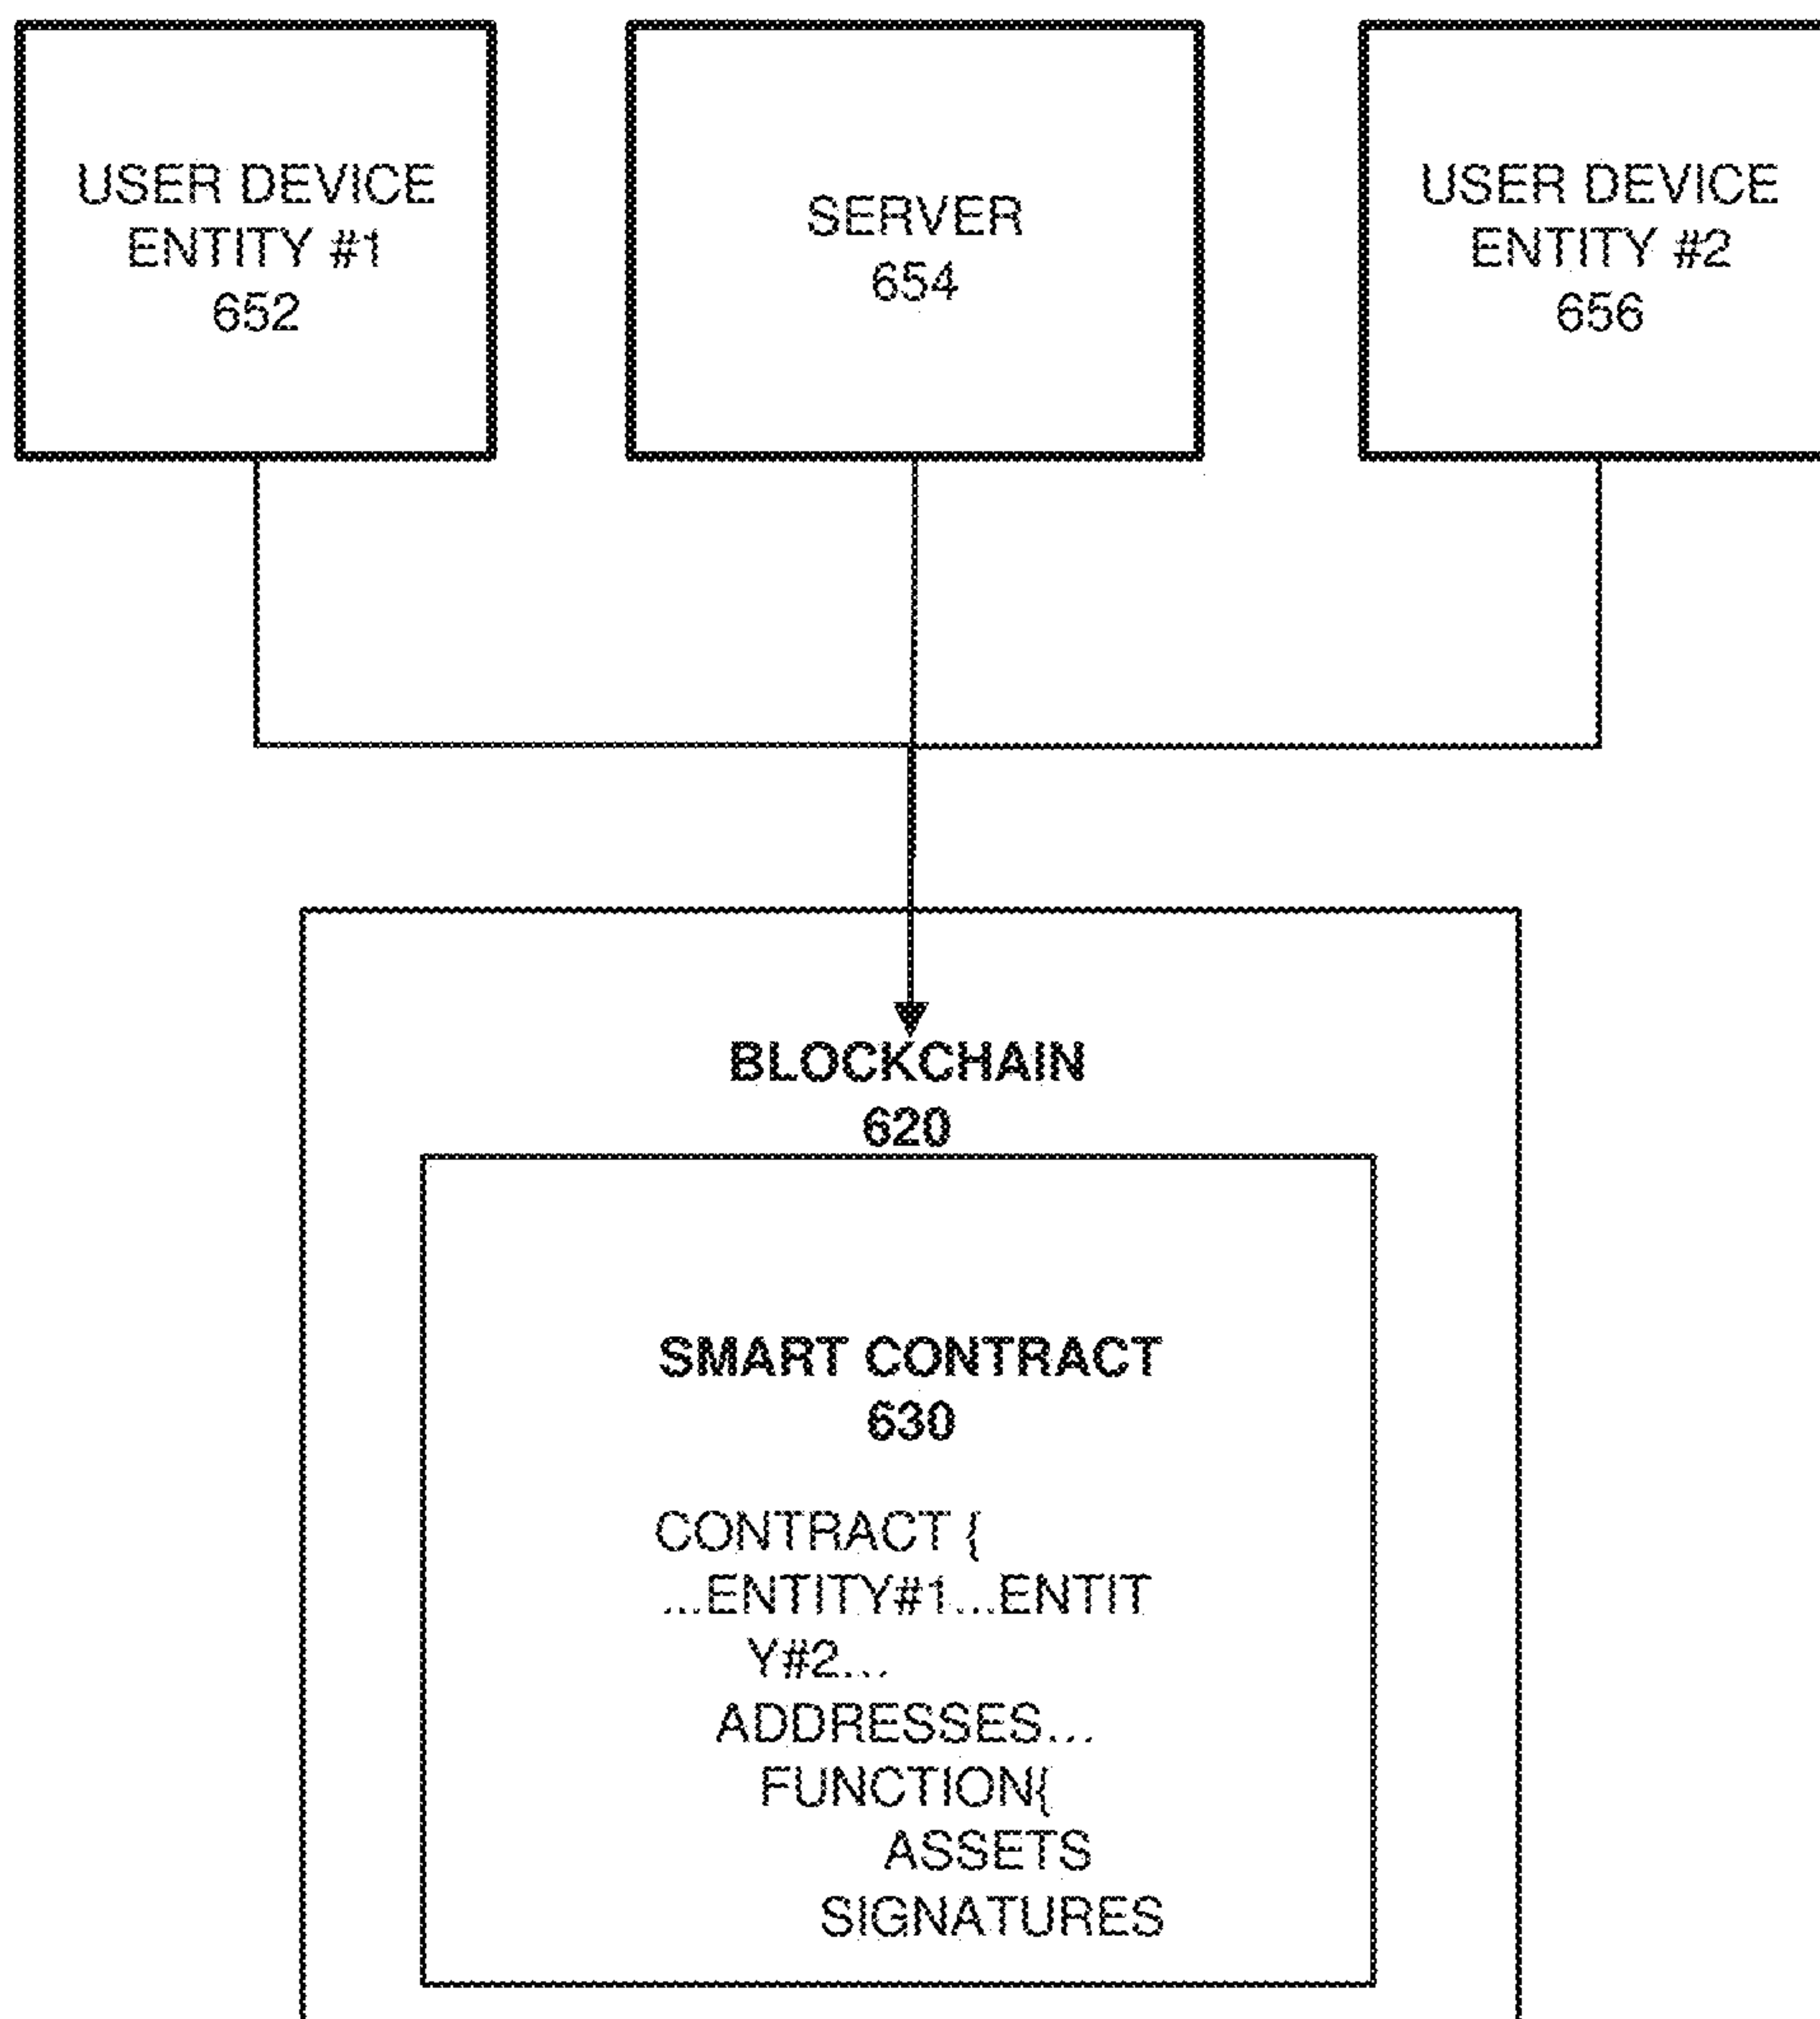 USER DEVICE
ENTITY #1
652
SERVER
654
USER DEVICE
ENTITY #2
656
BLOCKCHAIN
620
SMART CONTRACT
630
CONTRACT {
...ENTITY#1...ENTIT
Y#2...
ADDRESSES...
FUNCTION{
ASSETS
SIGNATURES